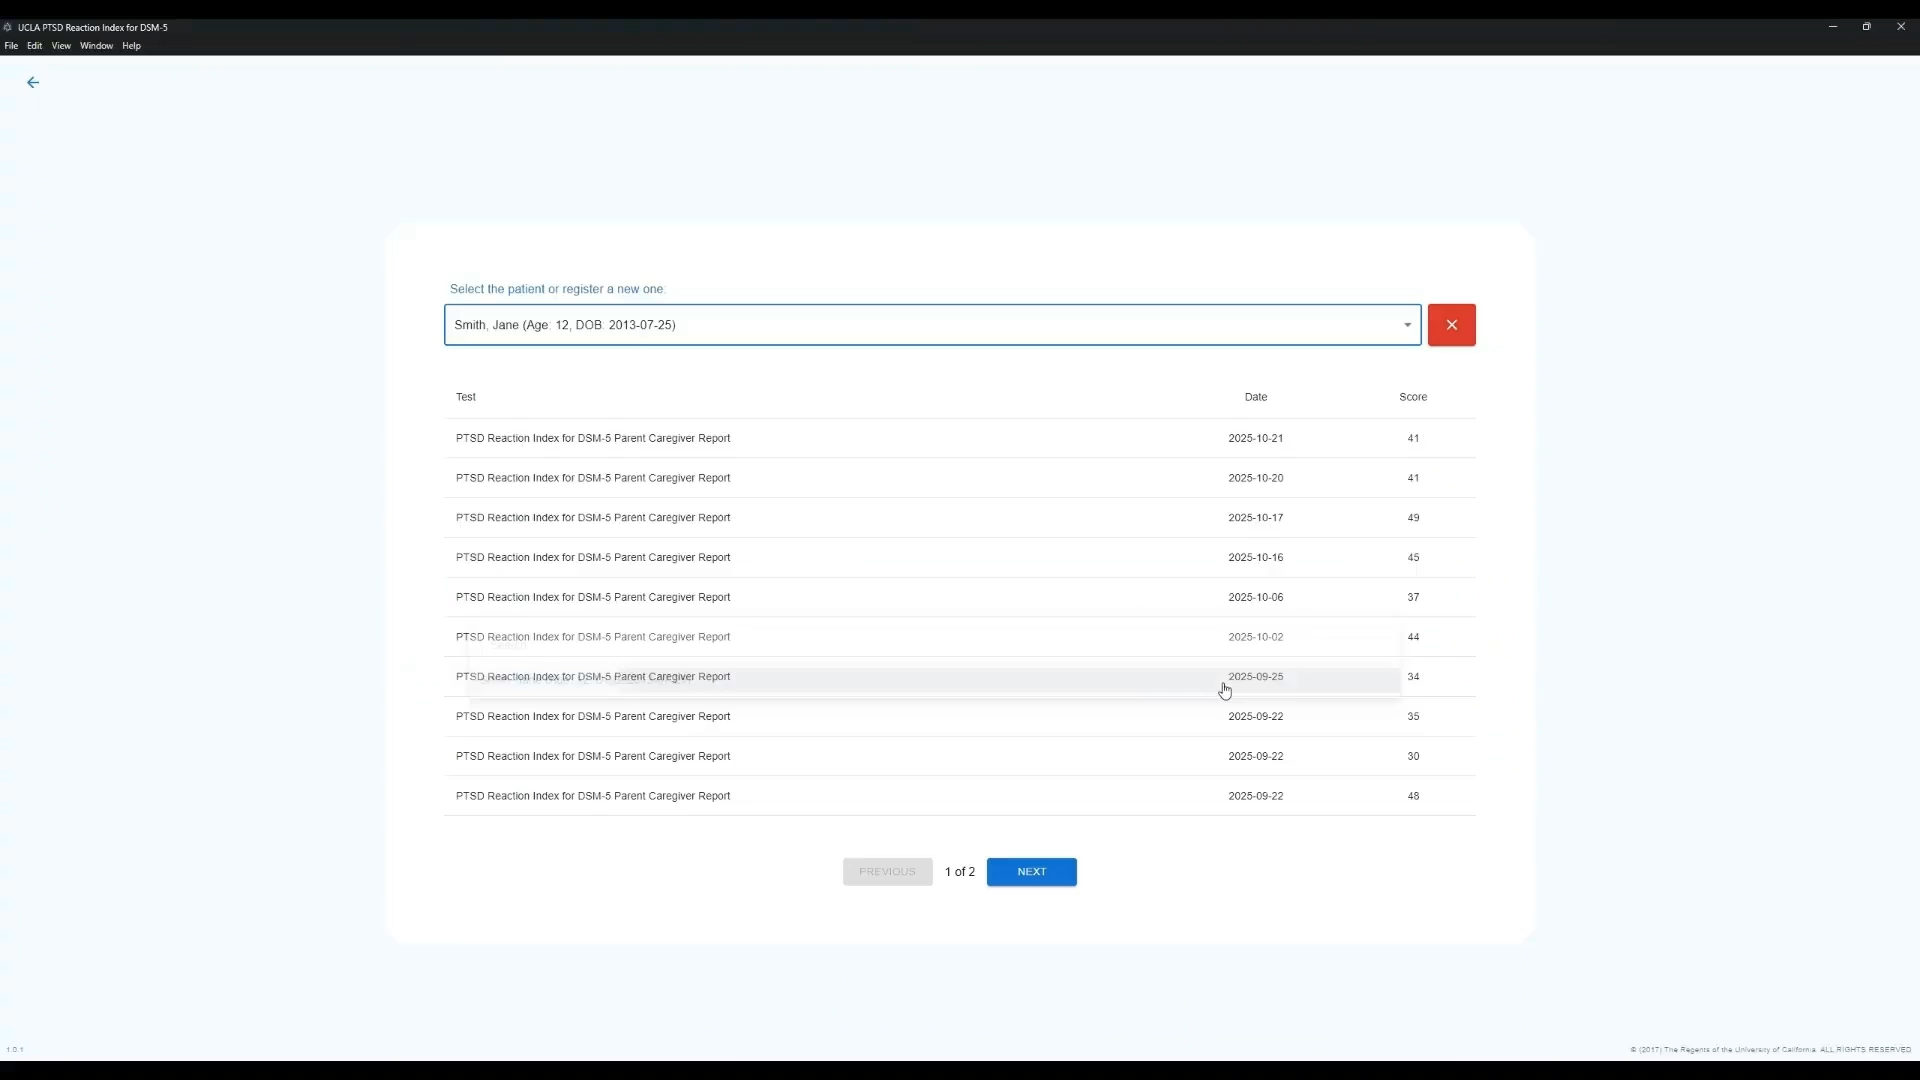 UCLA PTSD Reaction Index for DSM-5
File Edit View Window Help
Select the patient or register a new one:
Smith, Jane (Age: 12, DOB: 2013-07-25)
Test Date Score
PTSD Reaction Index for DSM-5 Parent Caregiver Report 2025-10-21 41
PTSD Reaction Index for DSM-5 Parent Caregiver Report 2025-10-20 41
PTSD Reaction Index for DSM-5 Parent Caregiver Report 2025-10-17 49
PTSD Reaction Index for DSM-5 Parent Caregiver Report 2025-10-16 45
PTSD Reaction Index for DSM-5 Parent Caregiver Report 2025-10-06 37
PTSD Reaction Index for DSM-5 Parent Caregiver Report 2025-10-02 44
PTSD Reaction Index for DSM-5 Parent Caregiver Report 2025-09-25 34
PTSD Reaction Index for DSM-5 Parent Caregiver Report 2025-09-22 35
PTSD Reaction Index for DSM-5 Parent Caregiver Report 2025-09-22 30
PTSD Reaction Index for DSM-5 Parent Caregiver Report 2025-09-22 48
PREVIOUS 1 of 2 NEXT
1.0.1 © (2017) The Regents of the University of California. ALL RIGHTS RESERVED